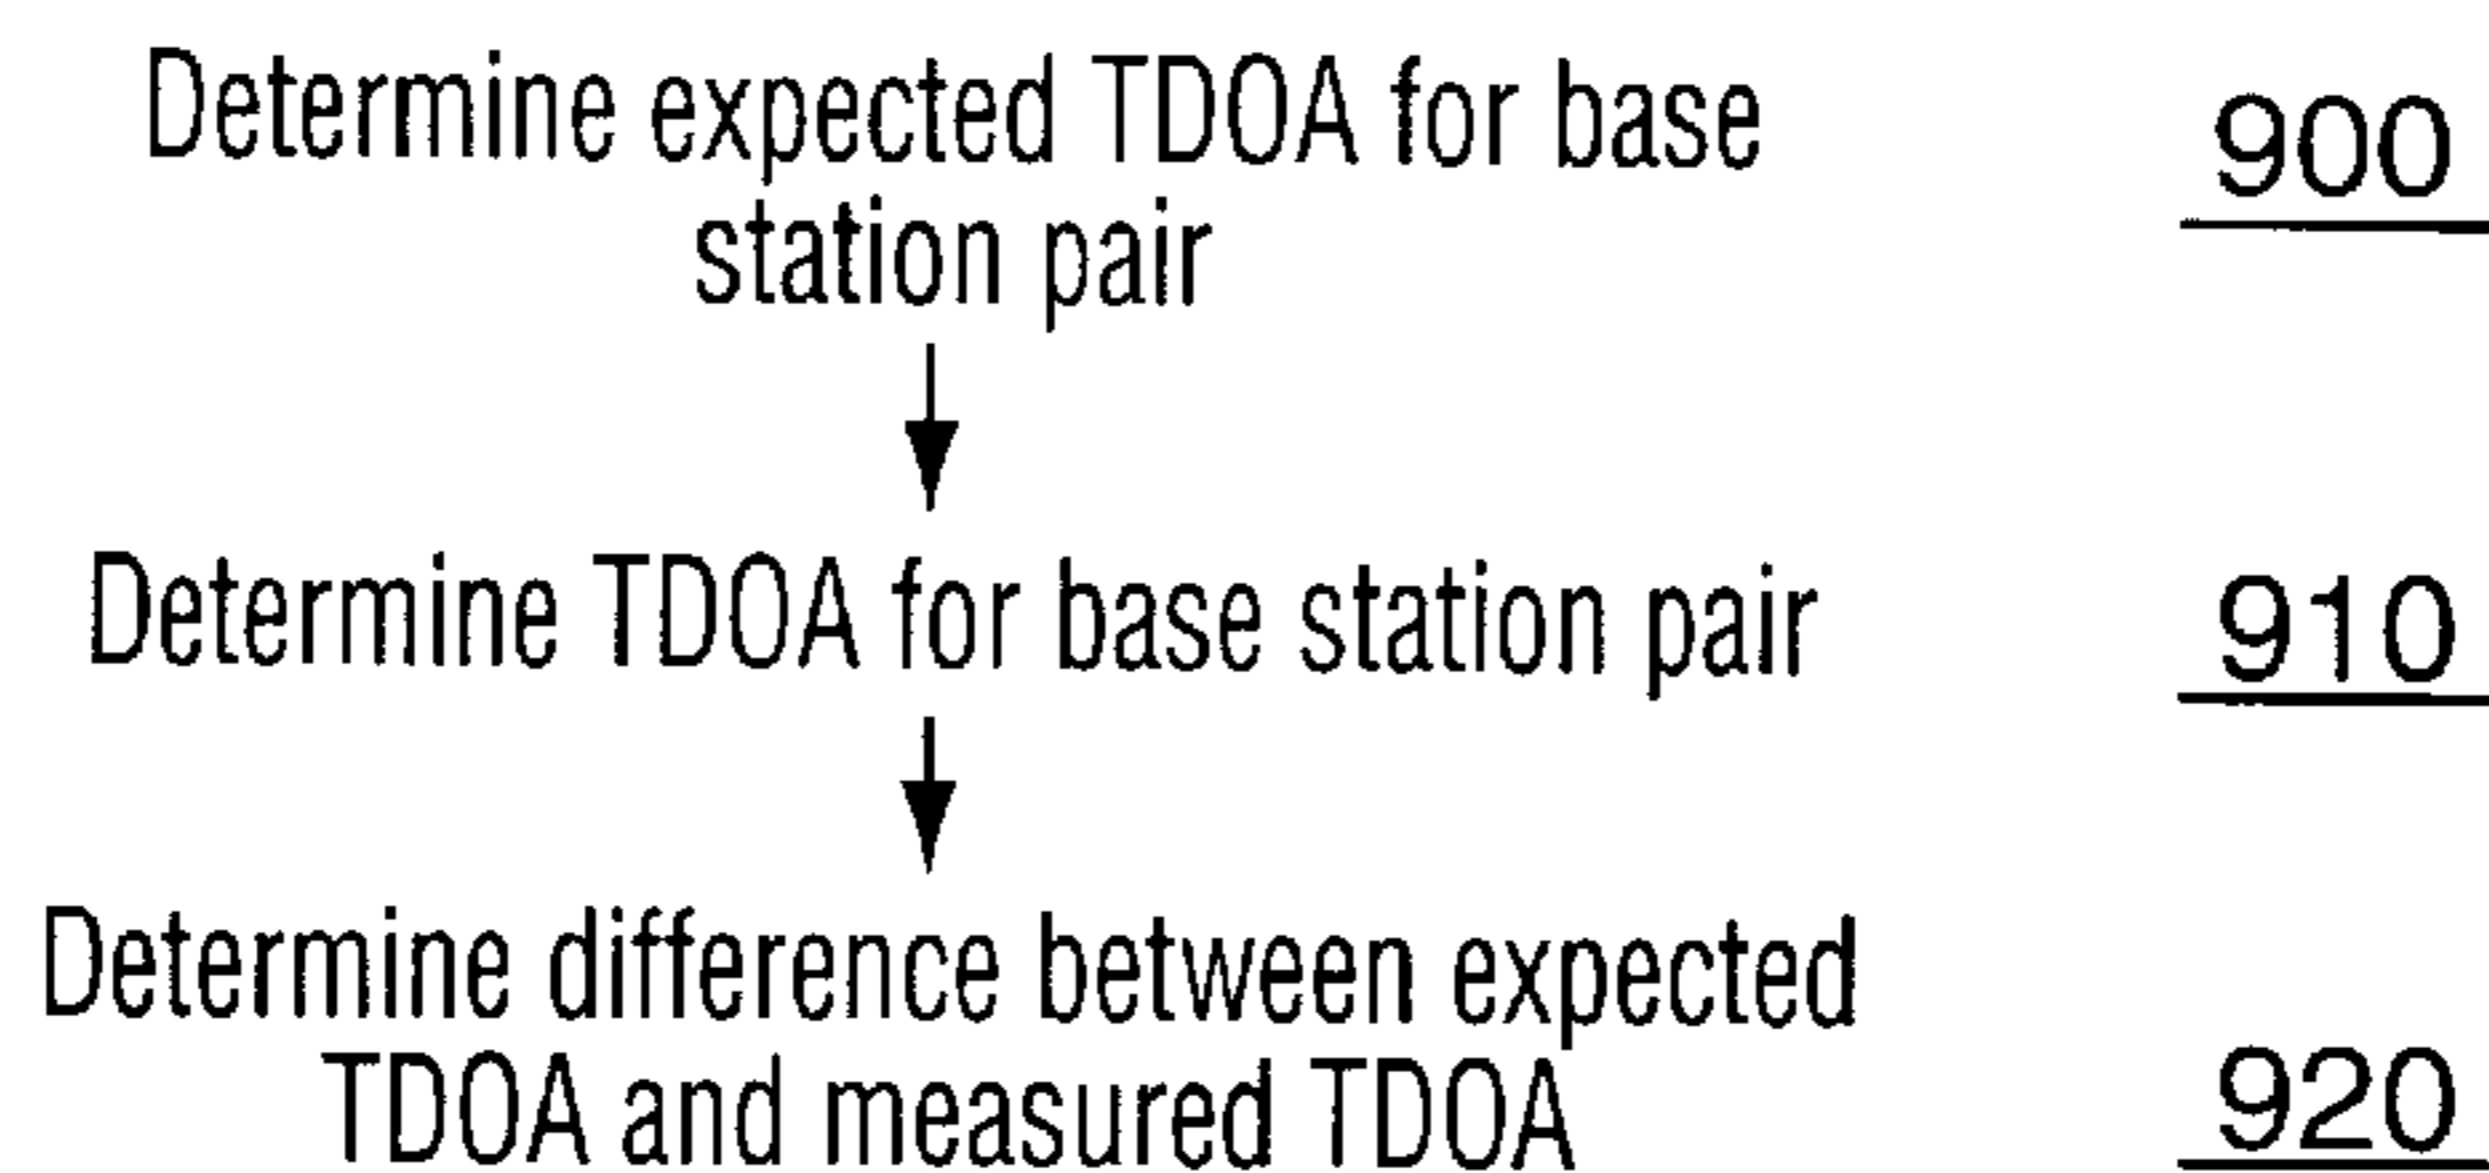 Determine expected TDOA for base
station pair
900
Determine TDOA for base station pair
910
Determine difference between expected
TDOA and measured TDOA
920